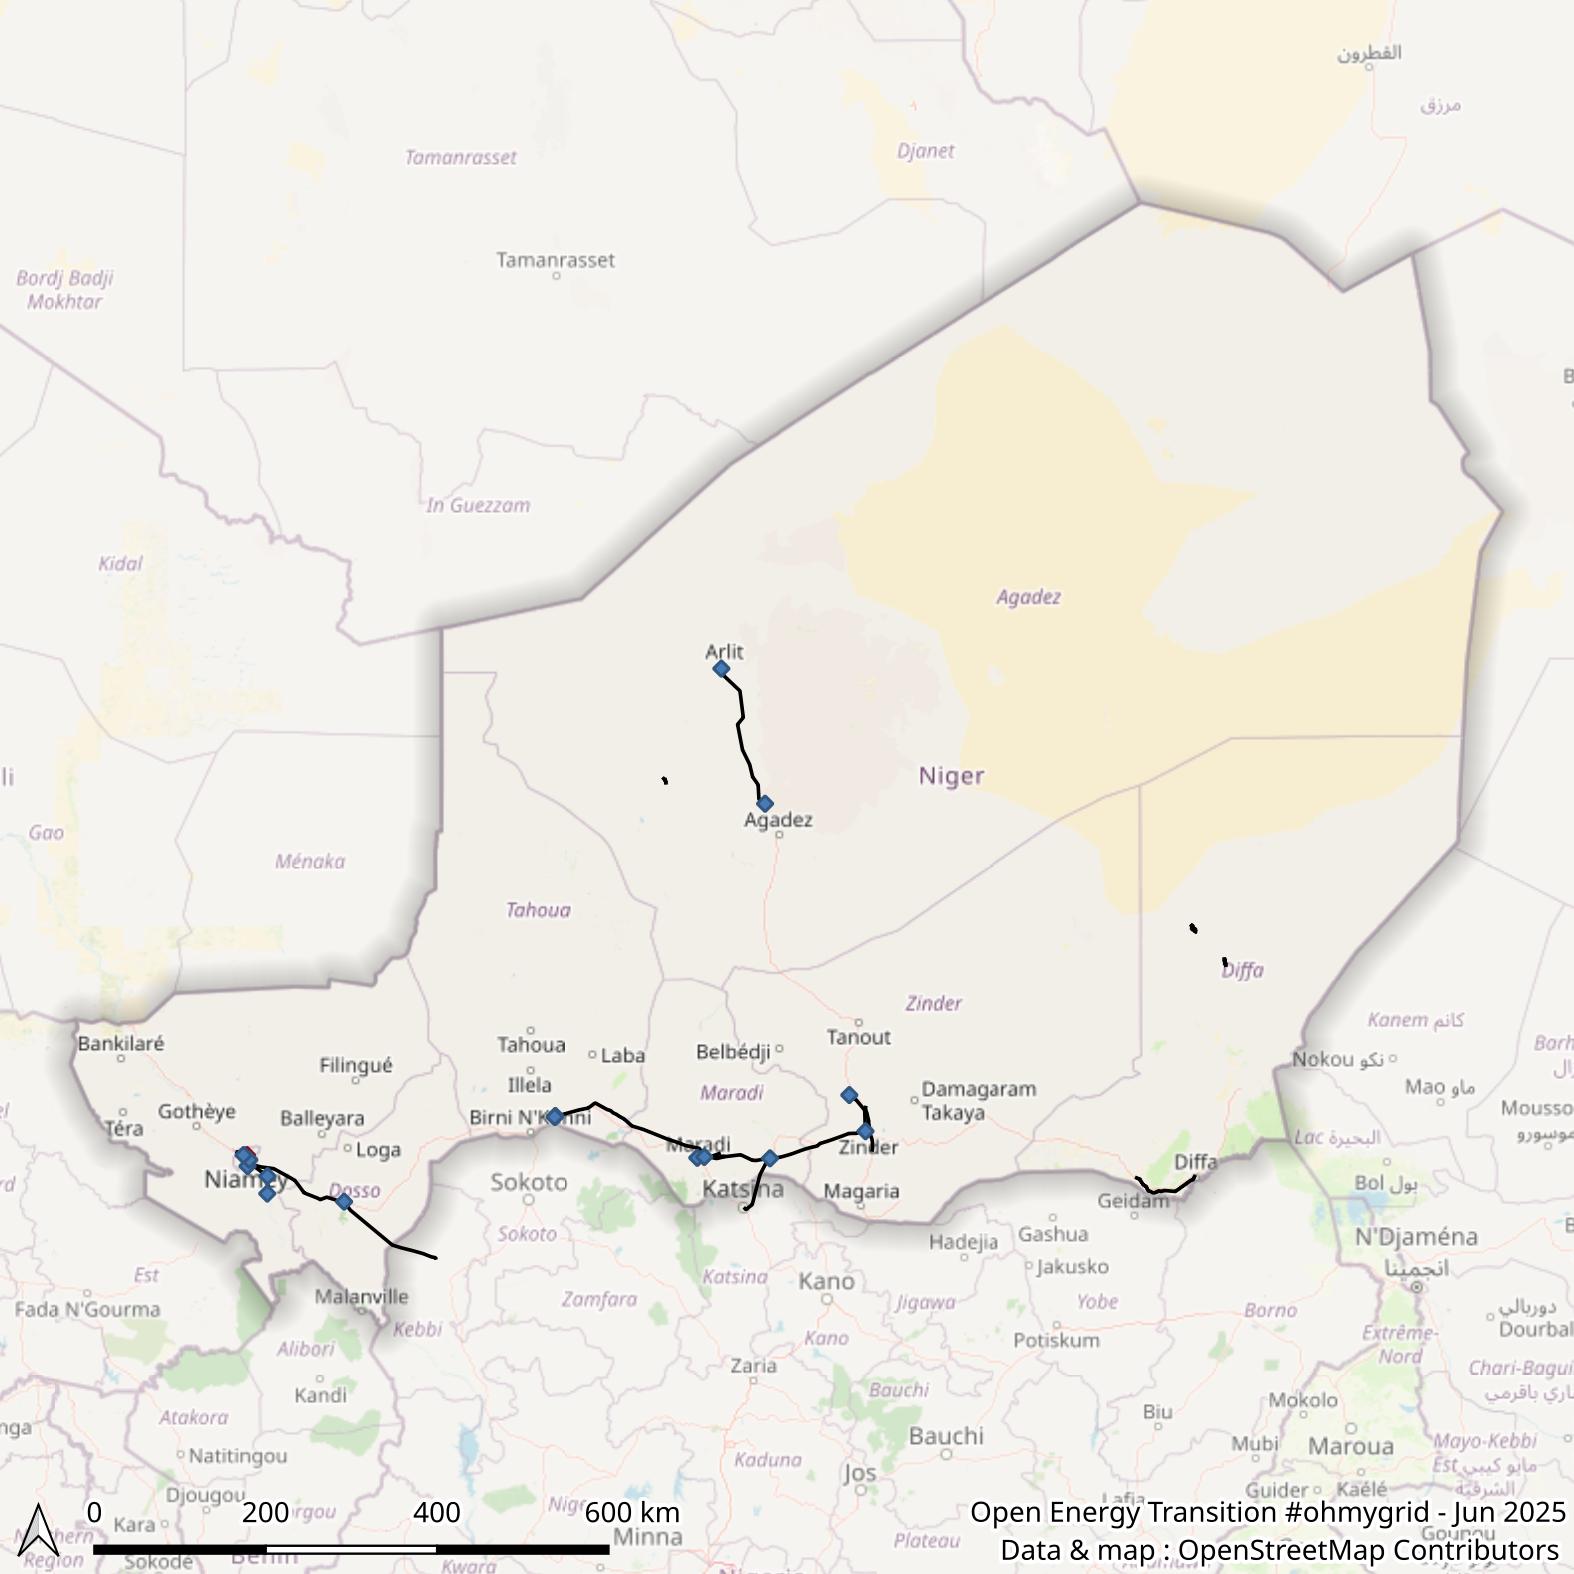 القطرون
مرزق
Tamanrasset
Djanet
Tamanrasset
Bordj Badji
Mokhtar
In Guezzam
Kidal
Agadez
Arlit
Niger
li
Agadez
Gao
Ménaka
Tahoua
Diffa
Zinder
Kanem كانم
Tanout
Bankilaré
Tahoua
Laba
Belbédji
Nokou نكو
Filingué
Illela
Maradi
Damagaram
Takaya
Mao ماو
Gothèye
Balleyara
Birni N'Konni
Téra
Loga
Maradi
Zinder
Lac البحيرة
Niamey
Dosso
Sokoto
Katsina
Magaria
Diffa
Geidam
Bol بول
Sokoto
Hadejia
Gashua
N'Djaména
انجمينا
Est
Katsina
Kano
Jakusko
Fada N'Gourma
Malanville
Zamfara
Jigawa
Yobe
Borno
Kebbi
Kano
Potiskum
Extrême-
Nord
Alibori
Zaria
Kandi
Bauchi
Mokolo
Atakora
Biu
Natitingou
Bauchi
Mubi
Maroua
Mayo-Kebbi
Est مايو كيبي
الشرقية
Kaduna
Jos
Djougou
Guider
Kaélé
0 200 400 600 km
Open Energy Transition #ohmygrid - Jun 2025
Kara
Minna
Plateau
Data & map : OpenStreetMap Contributors
Sokodé
Benin
Kwara